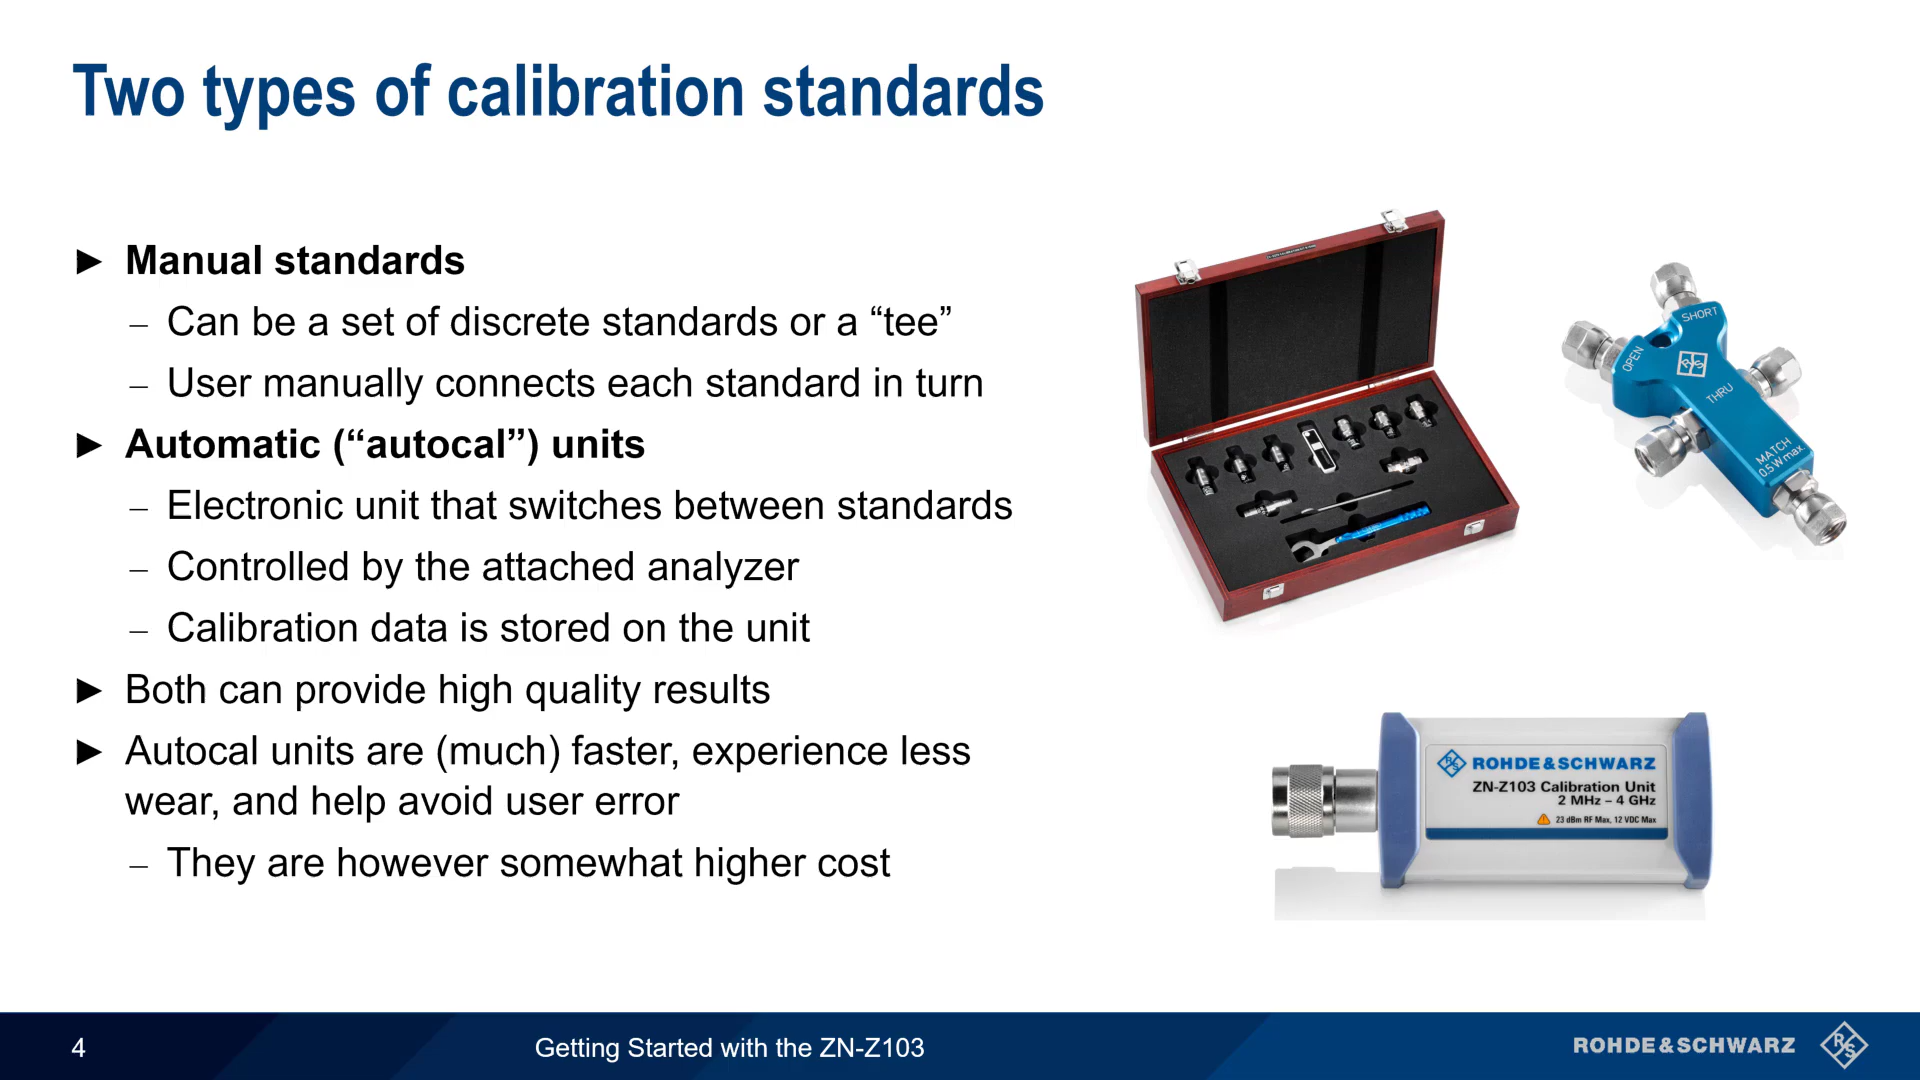 Two types of calibration standards
► Manual standards
– Can be a set of discrete standards or a “tee”
– User manually connects each standard in turn
► Automatic (“autocal”) units
– Electronic unit that switches between standards
– Controlled by the attached analyzer
– Calibration data is stored on the unit
► Both can provide high quality results
► Autocal units are (much) faster, experience less
wear, and help avoid user error
– They are however somewhat higher cost
SHORT
OPEN
R S
THRU
MATCH
0.5 W max.
ROHDE&SCHWARZ
ZN-Z103 Calibration Unit
2 MHz – 4 GHz
23 dBm RF Max, 12 VDC Max
4
Getting Started with the ZN-Z103
ROHDE&SCHWARZ